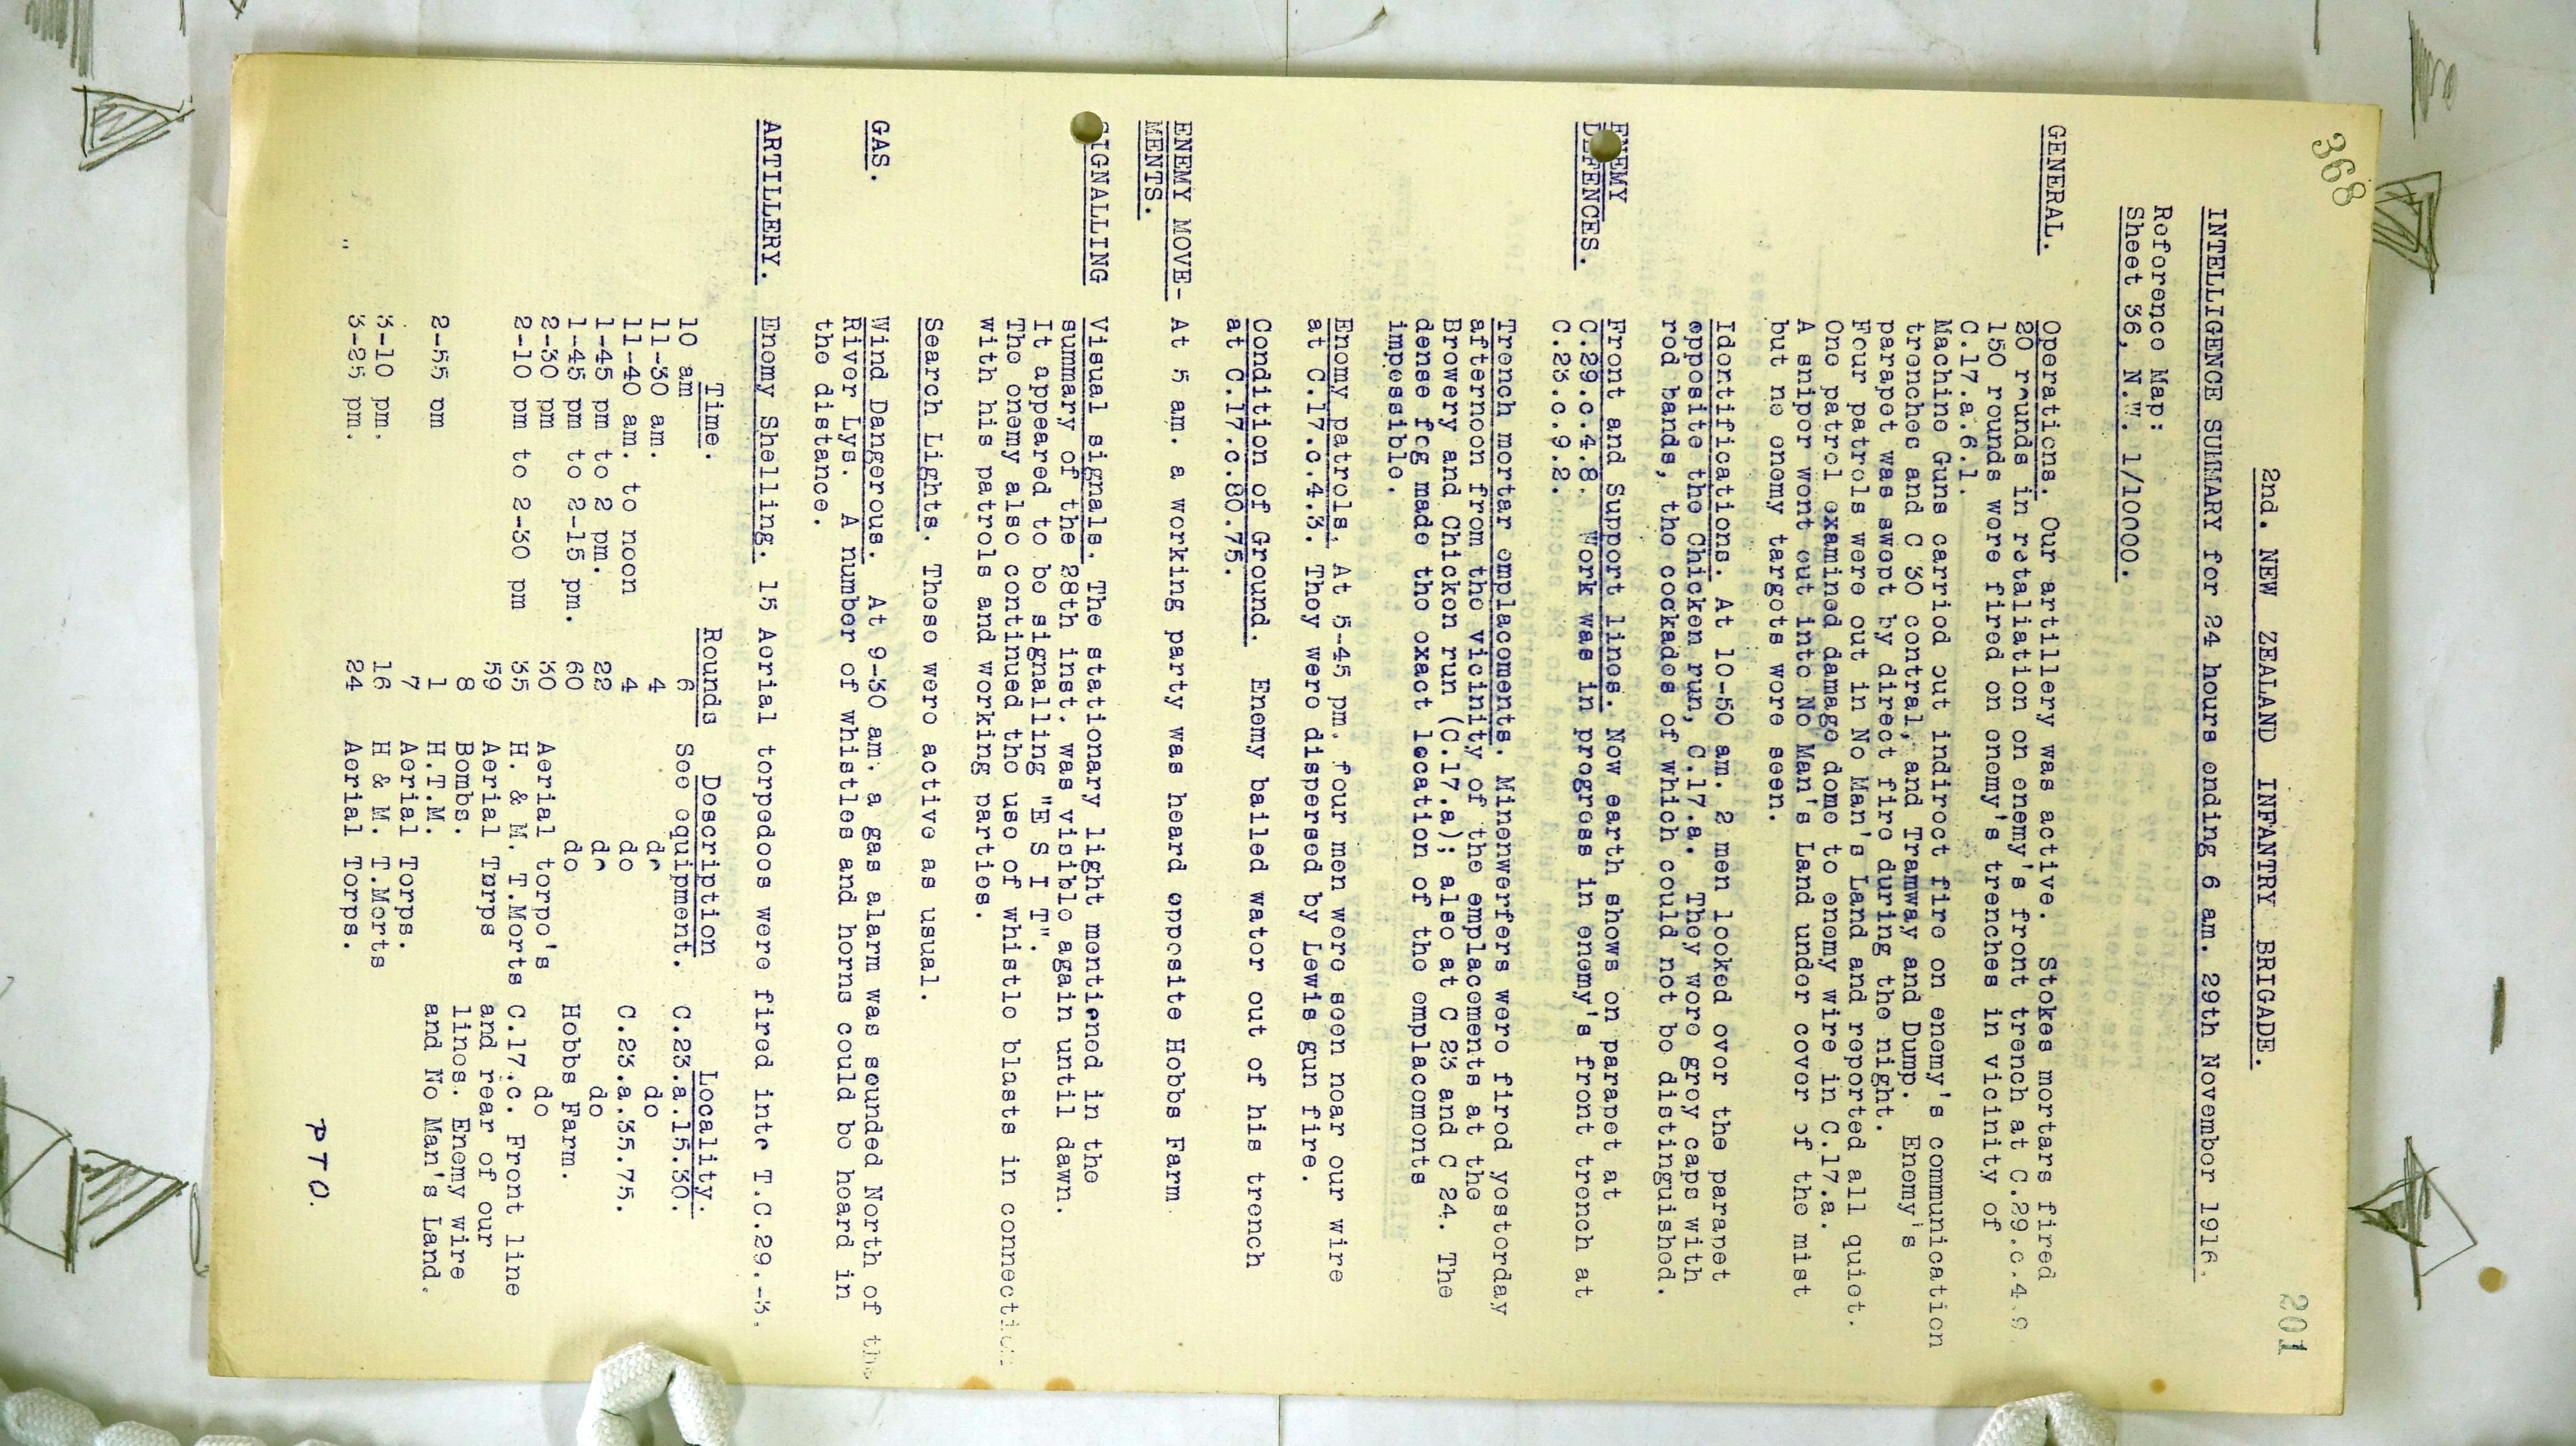 368
201
2nd. NEW ZEALAND INFANTRY BRIGADE.
INTELLIGENCE SUMMARY for 24 hours ending 6 am. 29th November 1916.
Reference Map:
Sheet 36, N.W. 1/10000.
GENERAL. Operations. Our artillery was active. Stokes mortars fired
20 rounds in retaliation on enemy's front trench at C.29.c.4.9
150 rounds were fired on enemy's trenches in vicinity of
C.17.a.6.1.
Machine Guns carried out indirect fire on enemy's communication
trenches and C 30 central, and Tramway and Dump. Enemy's
parapet was swept by direct fire during the night.
Four patrols were out in No Man's Land and reported all quiet.
One patrol examined damage done to enemy wire in C.17.a.
A sniper went out into No Man's Land under cover of the mist
but no enemy targets were seen.
Identifications. At 10-50 am. 2 men looked over the parapet
opposite the Chicken run, C.17.a. They wore grey caps with
red bands, the cockades of which could not be distinguished.
ENEMY Front and Support lines. New earth shows on parapet at
DEFENCES. C.29.c.4.8. Work was in progress in enemy's front trench at
C.23.c.9.2.
Trench mortar emplacements. Minenwerfers were fired yesterday
afternoon from the vicinity of the emplacements at the
Browery and Chicken run (C.17.a); also at C 23 and C 24. The
dense fog made the exact location of the emplacements
impossible.
Enemy patrols. At 5-45 pm. four men were seen near our wire
at C.17.c.4.3. They were dispersed by Lewis gun fire.
Condition of Ground. Enemy bailed water out of his trench
at C.17.c.80.75.
ENEMY MOVE- At 5 am. a working party was heard opposite Hobbs Farm
MENTS.
SIGNALLING Visual signals. The stationary light mentioned in the
summary of the 28th inst. was visible again until dawn.
It appeared to be signalling "E S I T".
The enemy also continued the use of whistle blasts in connection
with his patrols and working parties.
Search Lights. These were active as usual.
GAS. Wind Dangerous. At 9-30 am. a gas alarm was sounded North of the
River Lys. A number of whistles and horns could be heard in
the distance.
ARTILLERY. Enemy Shelling. 15 Aerial torpedoes were fired into T.C.29.-3.
Time. Rounds Description Locality.
10 am 6 See equipment. C.23.a.15.30.
11-30 am. 4 do do
11-40 am. to noon 4 do C.23.a.35.75.
1-45 pm to 2 pm. 22 do do
1-45 pm to 2-15 pm. 60 do Hobbs Farm.
2-30 pm 30 Aerial torpo's do
2-10 pm to 2-30 pm 35 H. & M. T.Morts C.17.c. Front line
59 Aerial Torps and rear of our
8 Bombs. lines. Enemy wire
2-55 pm 1 H.T.M. and No Man's Land.
7 Aerial Torps.
3-10 pm. 16 H & M. T.Morts
3-25 pm. 24 Aerial Torps.
PTO.